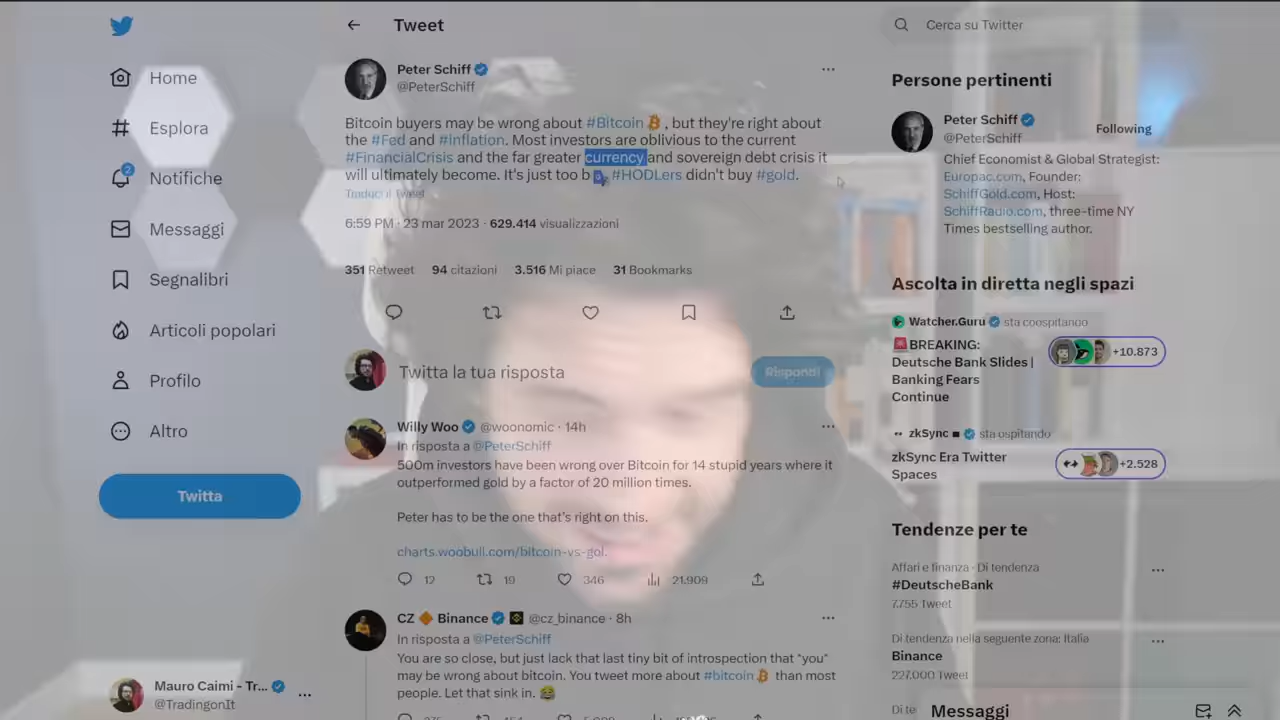 Tweet
Cerca su Twitter
Home
Esplora
2
Notifiche
Messaggi
Segnalibri
Articoli popolari
Profilo
Altro
Twitta
Mauro Caimi - Tr...
@TradingonIt
Peter Schiff
@PeterSchiff
Bitcoin buyers may be wrong about #Bitcoin , but they're right about
the #Fed and #inflation. Most investors are oblivious to the current
#FinancialCrisis and the far greater currency and sovereign debt crisis it
will ultimately become. It's just too b #HODLers didn't buy #gold.
Traduci il Tweet
6:59 PM · 23 mar 2023 · 629.414 visualizzazioni
351 Retweet 94 citazioni 3.516 Mi piace 31 Bookmarks
Twitta la tua risposta
Rispondi
Willy Woo @woonomic · 14h
In risposta a @PeterSchiff
500m investors have been wrong over Bitcoin for 14 stupid years where it
outperformed gold by a factor of 20 million times.
Peter has to be the one that's right on this.
charts.woobull.com/bitcoin-vs-gol.
12 19 346 21.909
CZ Binance @cz_binance · 8h
In risposta a @PeterSchiff
You are so close, but just lack that last tiny bit of introspection that "you"
may be wrong about bitcoin. You tweet more about #bitcoin than most
people. Let that sink in. 😂
Persone pertinenti
Peter Schiff
@PeterSchiff
Following
Chief Economist & Global Strategist:
Europac.com, Founder:
SchiffGold.com, Host:
SchiffRadio.com, three-time NY
Times bestselling author.
Ascolta in diretta negli spazi
Watcher.Guru sta coospitando
🚨BREAKING:
Deutsche Bank Slides |
Banking Fears
Continue
+10.873
zkSync sta ospitando
zkSync Era Twitter
Spaces
+2.528
Tendenze per te
Affari e finanza · Di tendenza
#DeutscheBank
7.755 Tweet
Di tendenza nella seguente zona: Italia
Binance
227.000 Tweet
Di te
Messaggi